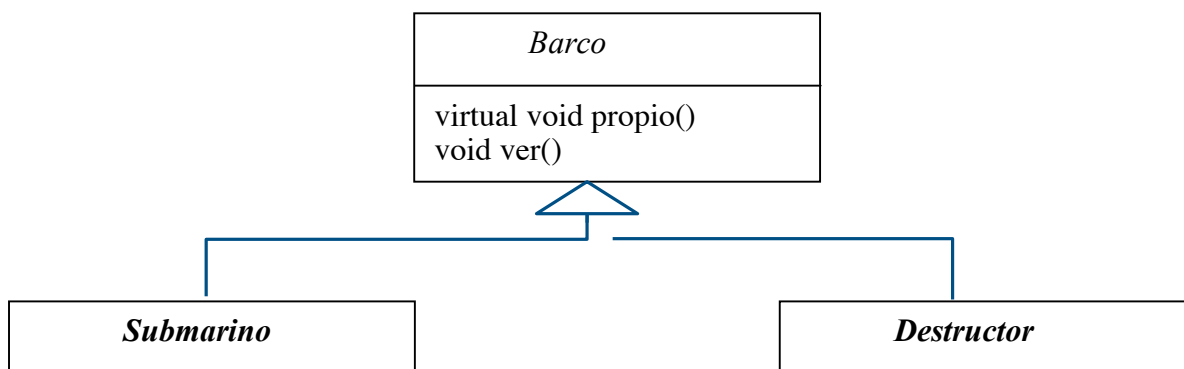 Barco
virtual void propio()
void ver()
Submarino
Destructor